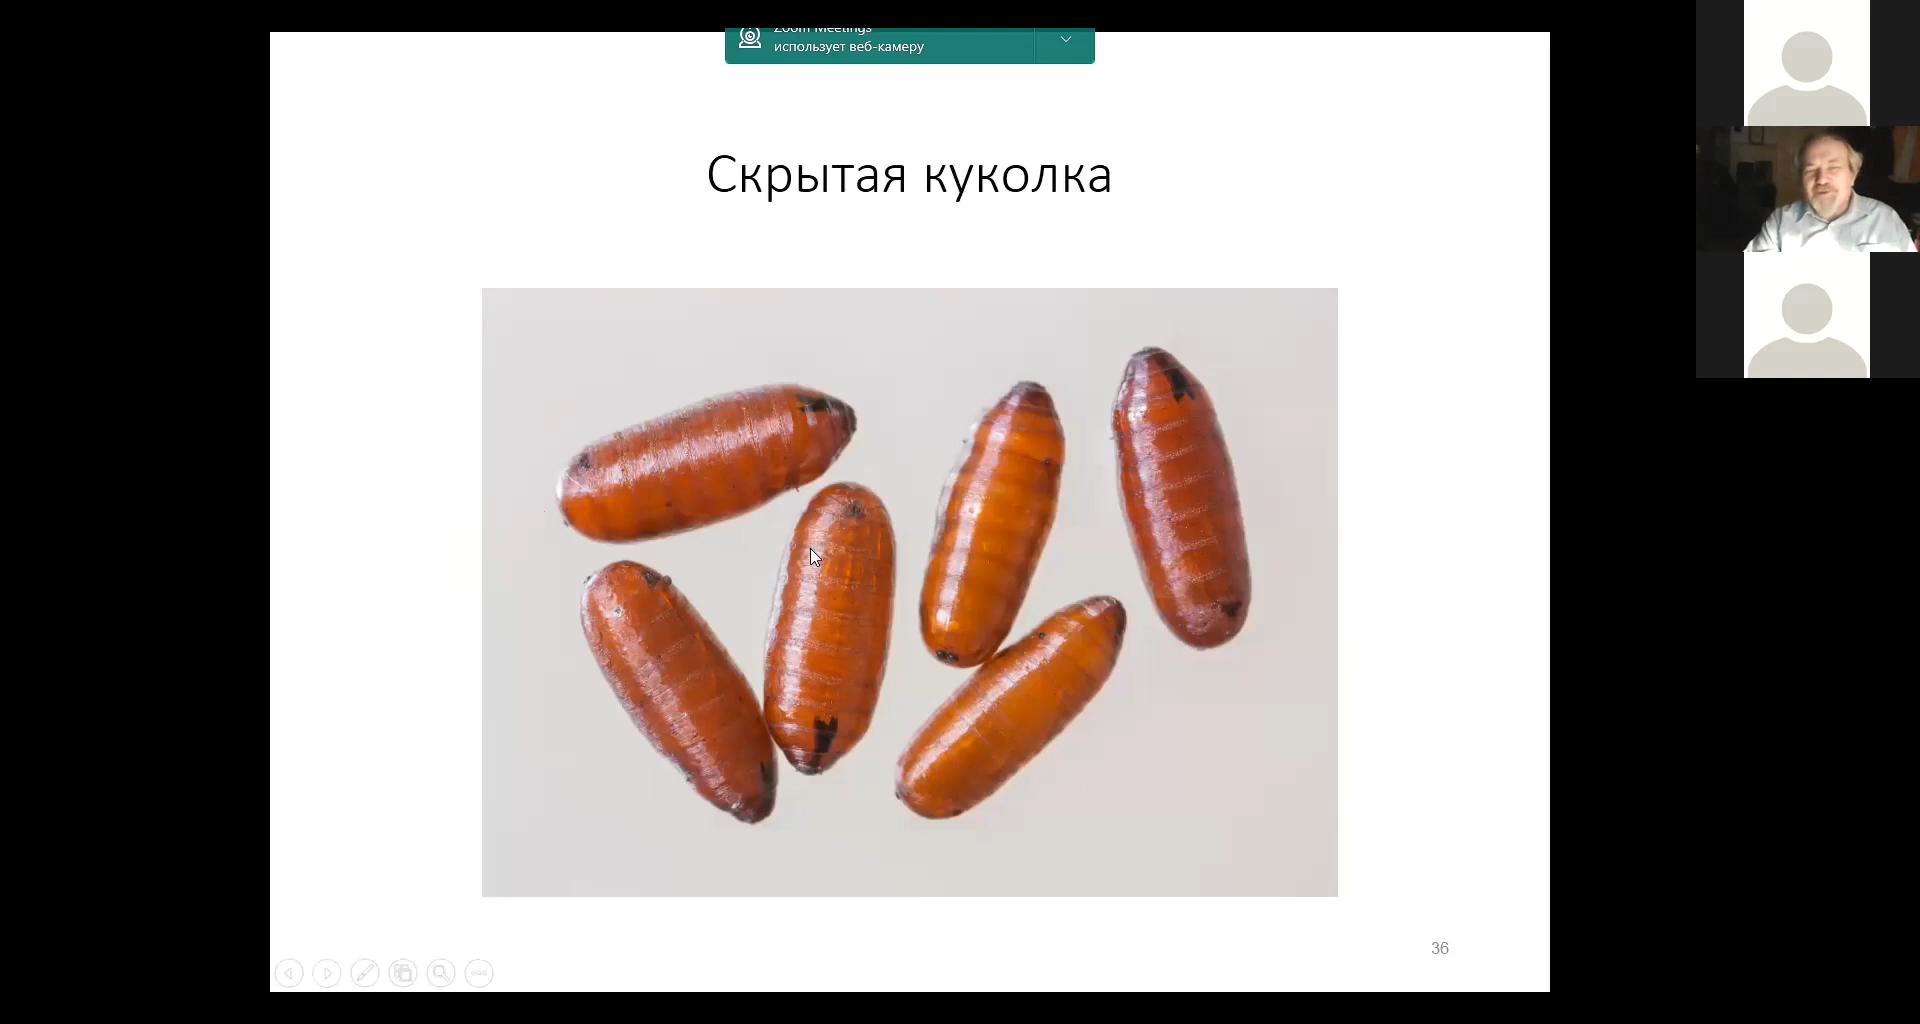 Zoom Meetings
использует веб-камеру
Скрытая куколка
36